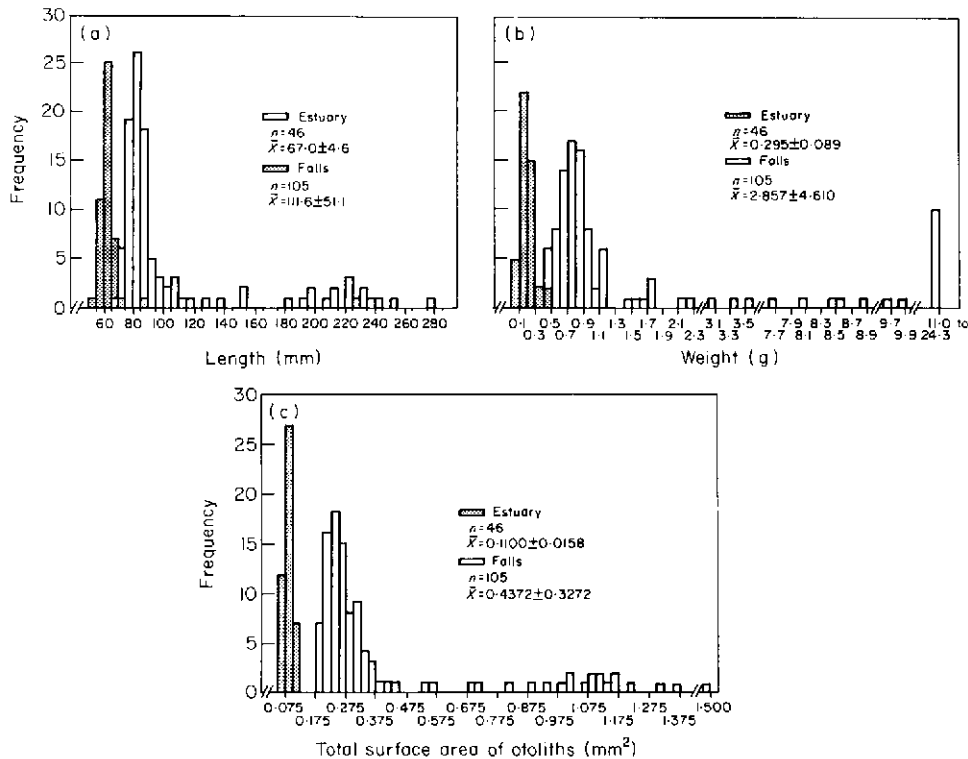 (a)
30
25
20
15
10
5
0
Frequency
Estuary
n=46
X̄=67·0±4·6
Falls
n=105
X̄=111·6±51·1
60 80 100 120 140 160 180 200 220 240 260 280
Length (mm)
(b)
Estuary
n=46
X̄=0·295±0·089
Falls
n=105
X̄=2·857±4·610
0·1 0·5 0·9 1·3 1·7 2·1 3·1 3·5 7·9 8·3 8·7 9·7 11·0 to
0·3 0·7 1·1 1·5 1·9 2·3 3·3 7·7 8·1 8·5 8·9 9·9 24·3
Weight (g)
(c)
30
25
20
15
10
5
0
Frequency
Estuary
n=46
X̄=0·1100±0·0158
Falls
n=105
X̄=0·4372±0·3272
0·075 0·275 0·475 0·675 0·875 1·075 1·275 1·500
0·175 0·375 0·575 0·775 0·975 1·175 1·375
Total surface area of otoliths (mm²)